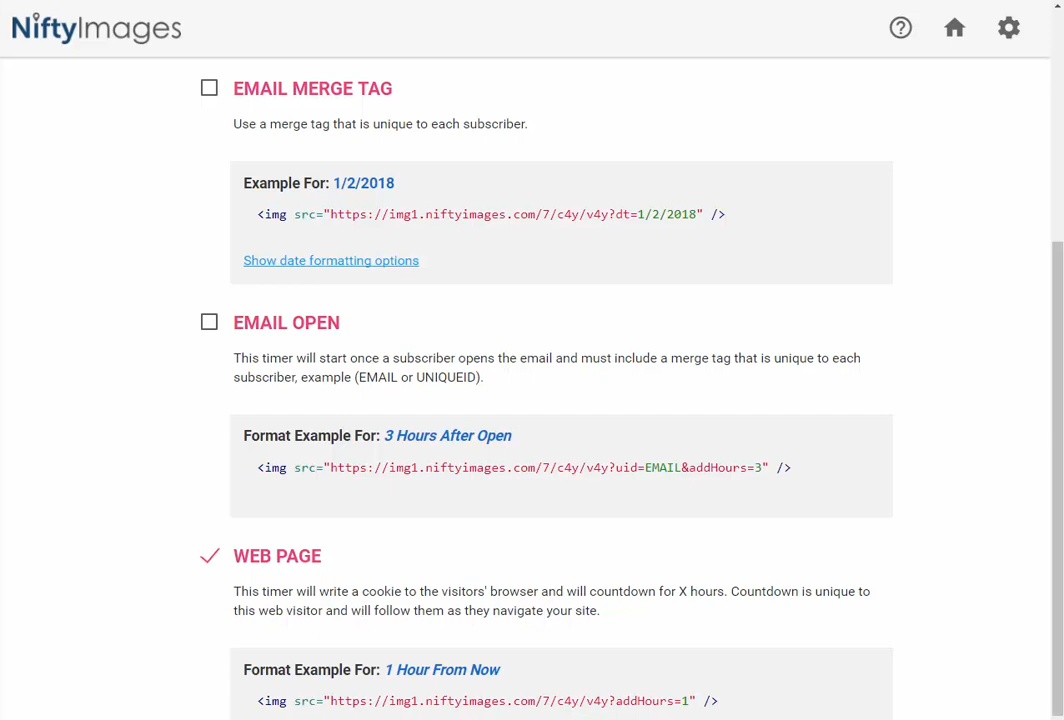 NiftyImages
EMAIL MERGE TAG
Use a merge tag that is unique to each subscriber.
Example For: 1/2/2018
<img src="https://img1.niftyimages.com/7/c4y/v4y?dt=1/2/2018" />
Show date formatting options
EMAIL OPEN
This timer will start once a subscriber opens the email and must include a merge tag that is unique to each
subscriber, example (EMAIL or UNIQUEID).
Format Example For: 3 Hours After Open
<img src="https://img1.niftyimages.com/7/c4y/v4y?uid=EMAIL&addHours=3" />
WEB PAGE
This timer will write a cookie to the visitors' browser and will countdown for X hours. Countdown is unique to
this web visitor and will follow them as they navigate your site.
Format Example For: 1 Hour From Now
<img src="https://img1.niftyimages.com/7/c4y/v4y?addHours=1" />